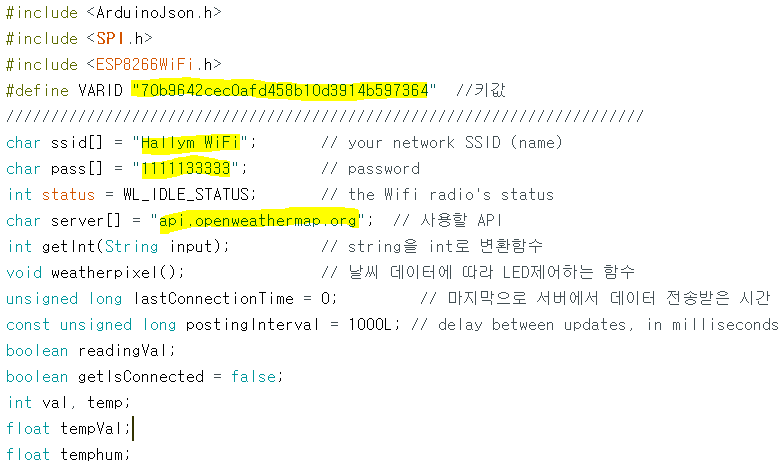 #include <ArduinoJson.h>
#include <SPI.h>
#include <ESP8266WiFi.h>
#define VARID "70b9642cec0afd458b10d3914b597364"  //키값
///////////////////////////////////////////////////////////////////////
char ssid[] = "Hallym WiFi";       // your network SSID (name)
char pass[] = "1111133333";        // password
int status = WL_IDLE_STATUS;       // the Wifi radio's status
char server[] = "api.openweathermap.org";  // 사용할 API
int getInt(String input);          // string을 int로 변환함수
void weatherpixel();               // 날씨 데이터에 따라 LED제어하는 함수
unsigned long lastConnectionTime = 0;         // 마지막으로 서버에서 데이터 전송받은 시간
const unsigned long postingInterval = 1000L; // delay between updates, in milliseconds
boolean readingVal;
boolean getIsConnected = false;
int val, temp;
float tempVal;
float temphum;